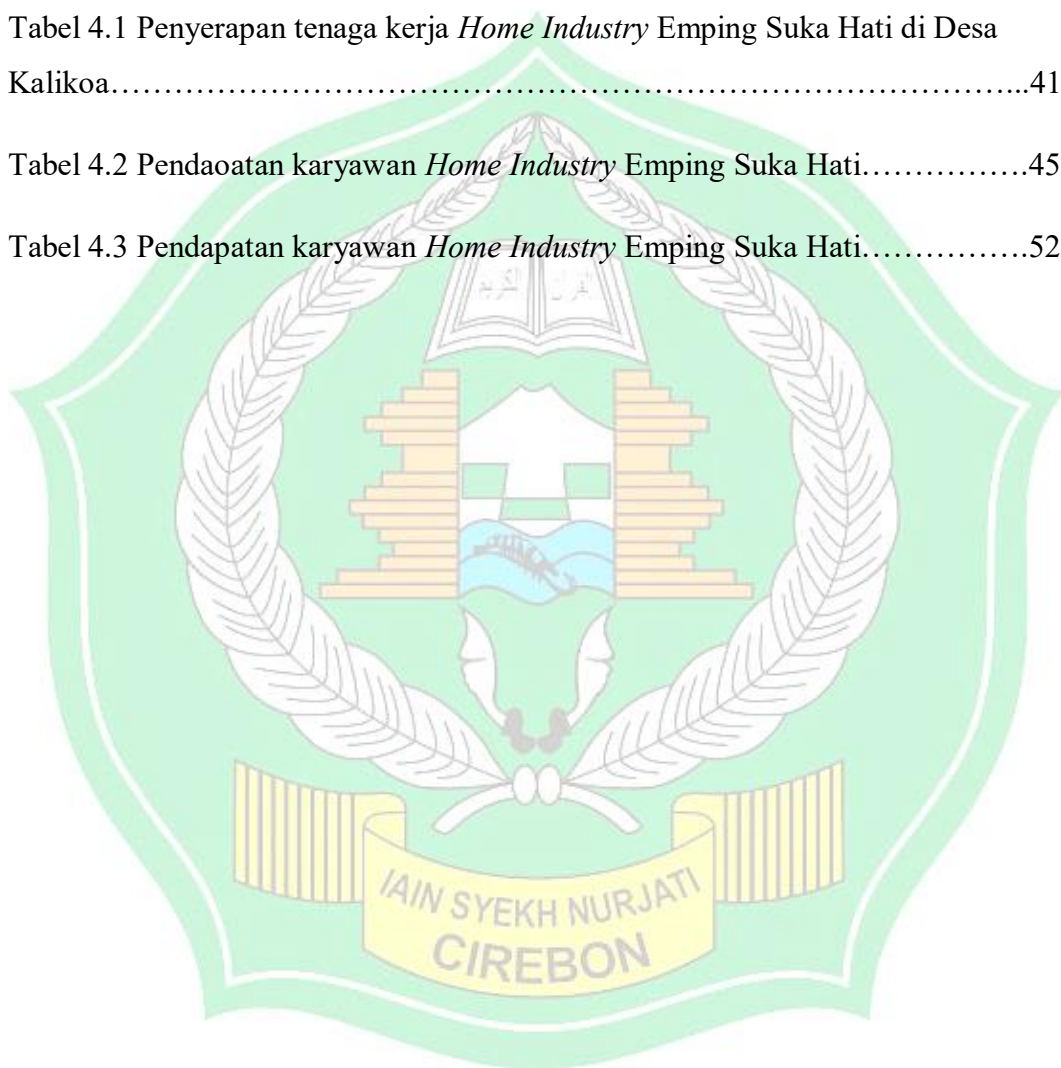 Tabel 4.1 Penyerapan tenaga kerja Home Industry Emping Suka Hati di Desa
Kalikoa……………………………………………………………………………...41
Tabel 4.2 Pendaoatan karyawan Home Industry Emping Suka Hati…………….45
Tabel 4.3 Pendapatan karyawan Home Industry Emping Suka Hati…………….52
القرآن
الكريم
IAIN SYEKH NURJATI
CIREBON